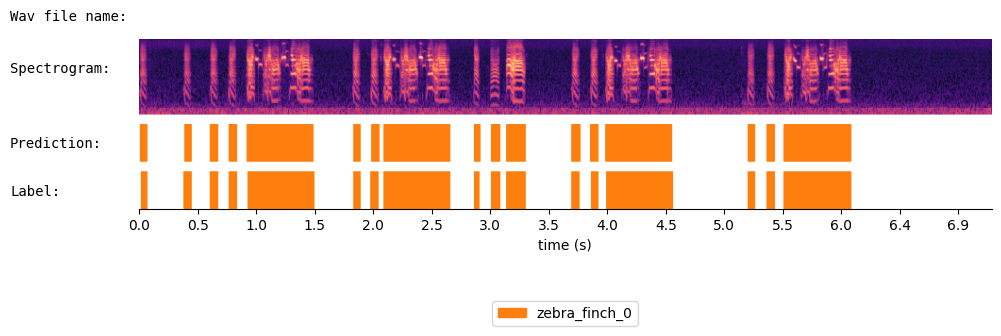 Wav file name:
Spectrogram:
Prediction:
Label:
0.0 0.5 1.0 1.5 2.0 2.5 3.0 3.5 4.0 4.5 5.0 5.5 6.0 6.4 6.9
time (s)
zebra_finch_0